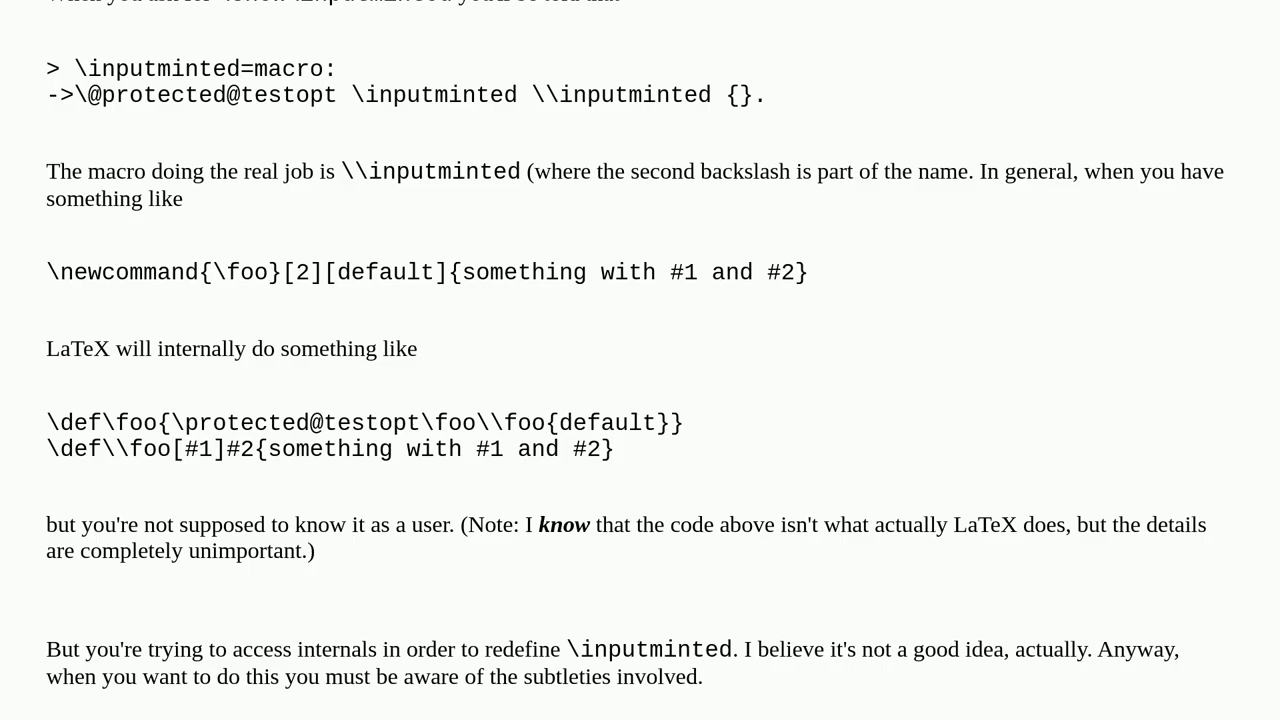 > \inputminted=macro:
->\@protected@testopt \inputminted \\inputminted {}.
The macro doing the real job is \\inputminted (where the second backslash is part of the name. In general, when you have
something like
\newcommand{\foo}[2][default]{something with #1 and #2}
LaTeX will internally do something like
\def\foo{\protected@testopt\foo\\foo{default}}
\def\\foo[#1]#2{something with #1 and #2}
but you're not supposed to know it as a user. (Note: I know that the code above isn't what actually LaTeX does, but the details
are completely unimportant.)
But you're trying to access internals in order to redefine \inputminted. I believe it's not a good idea, actually. Anyway,
when you want to do this you must be aware of the subtleties involved.